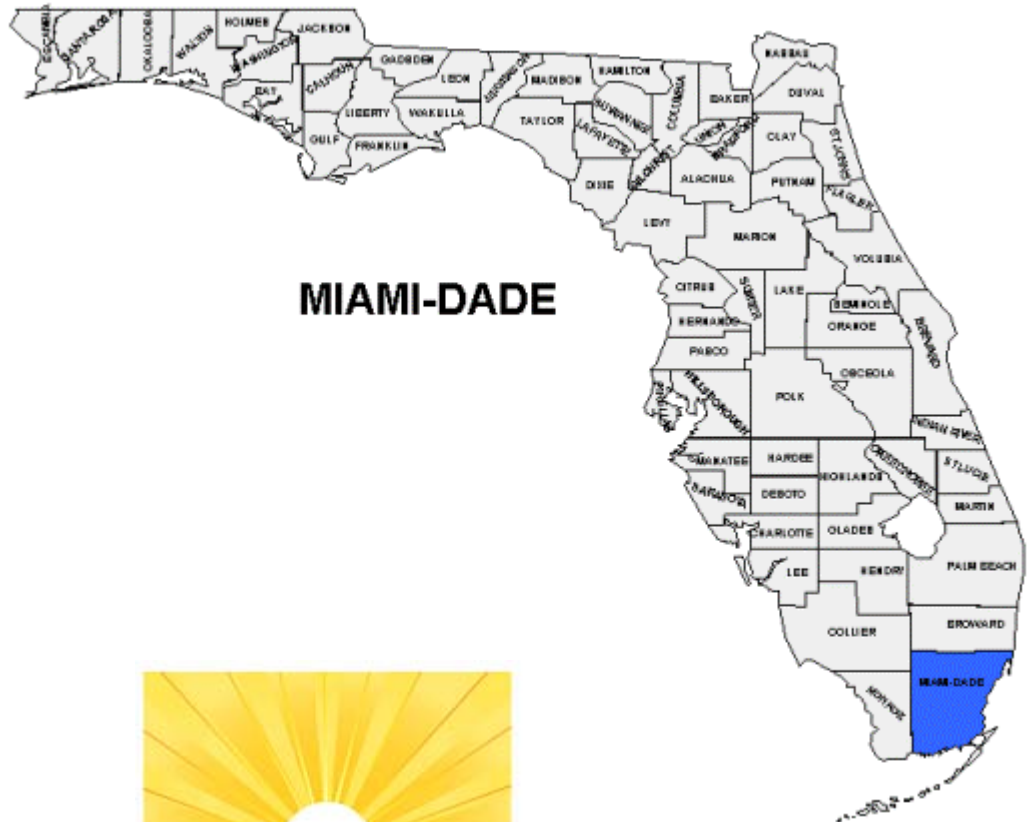 ESCAMBIA
SANTA ROSA
OKALOOSA
WALTON
HOLMES
WASHINGTON
JACKSON
BAY
CALHOUN
GULF
LIBERTY
GADSDEN
FRANKLIN
LEON
WAKULLA
JEFFERSON
MADISON
TAYLOR
HAMILTON
SUWANNEE
LAFAYETTE
DIXIE
COLUMBIA
GILCHRIST
BAKER
UNION
BRADFORD
ALACHUA
LEVY
NASSAU
DUVAL
CLAY
ST JOHNS
PUTNAM
FLAGLER
MARION
VOLUSIA
CITRUS
SUMTER
LAKE
SEMINOLE
HERNANDO
ORANGE
BREVARD
MIAMI-DADE
PASCO
OSCEOLA
PINELLAS
HILLSBOROUGH
POLK
INDIAN RIVER
MANATEE
HARDEE
HIGHLANDS
OKEECHOBEE
ST LUCIE
SARASOTA
DESOTO
MARTIN
CHARLOTTE
GLADES
LEE
HENDRY
PALM BEACH
COLLIER
BROWARD
MONROE
MIAMI-DADE